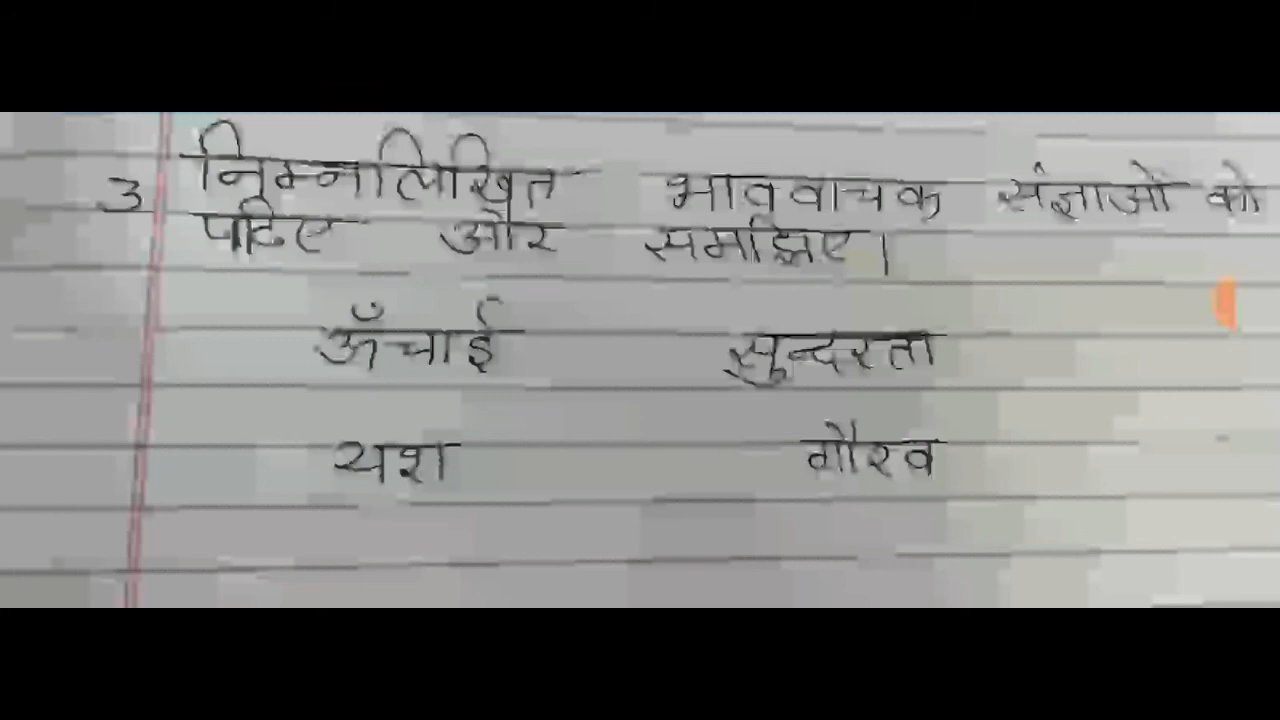 3 निम्नलिखित भाववाचक संज्ञाओं को
पढिए और समझिए।
ऊँचाई सुन्दरता
यश गौरव